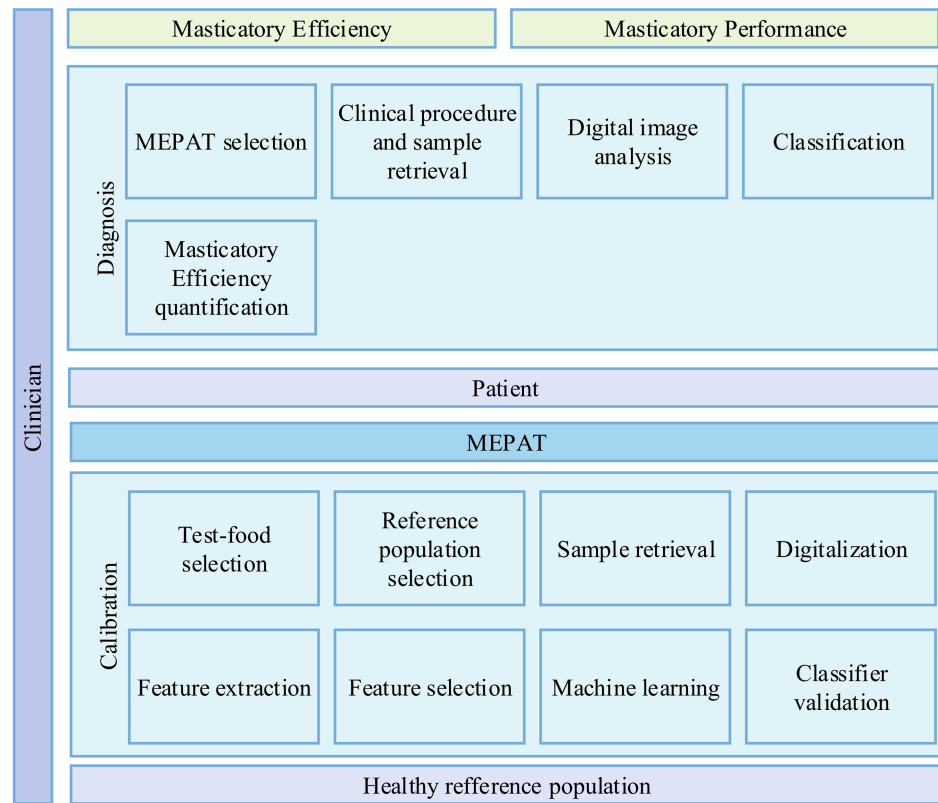 Clinician
Masticatory Efficiency
Masticatory Performance
Diagnosis
MEPAT selection
Clinical procedure
and sample
retrieval
Digital image
analysis
Classification
Masticatory
Efficiency
quantification
Patient
MEPAT
Calibration
Test-food
selection
Reference
population
selection
Sample retrieval
Digitalization
Feature extraction
Feature selection
Machine learning
Classifier
validation
Healthy refference population